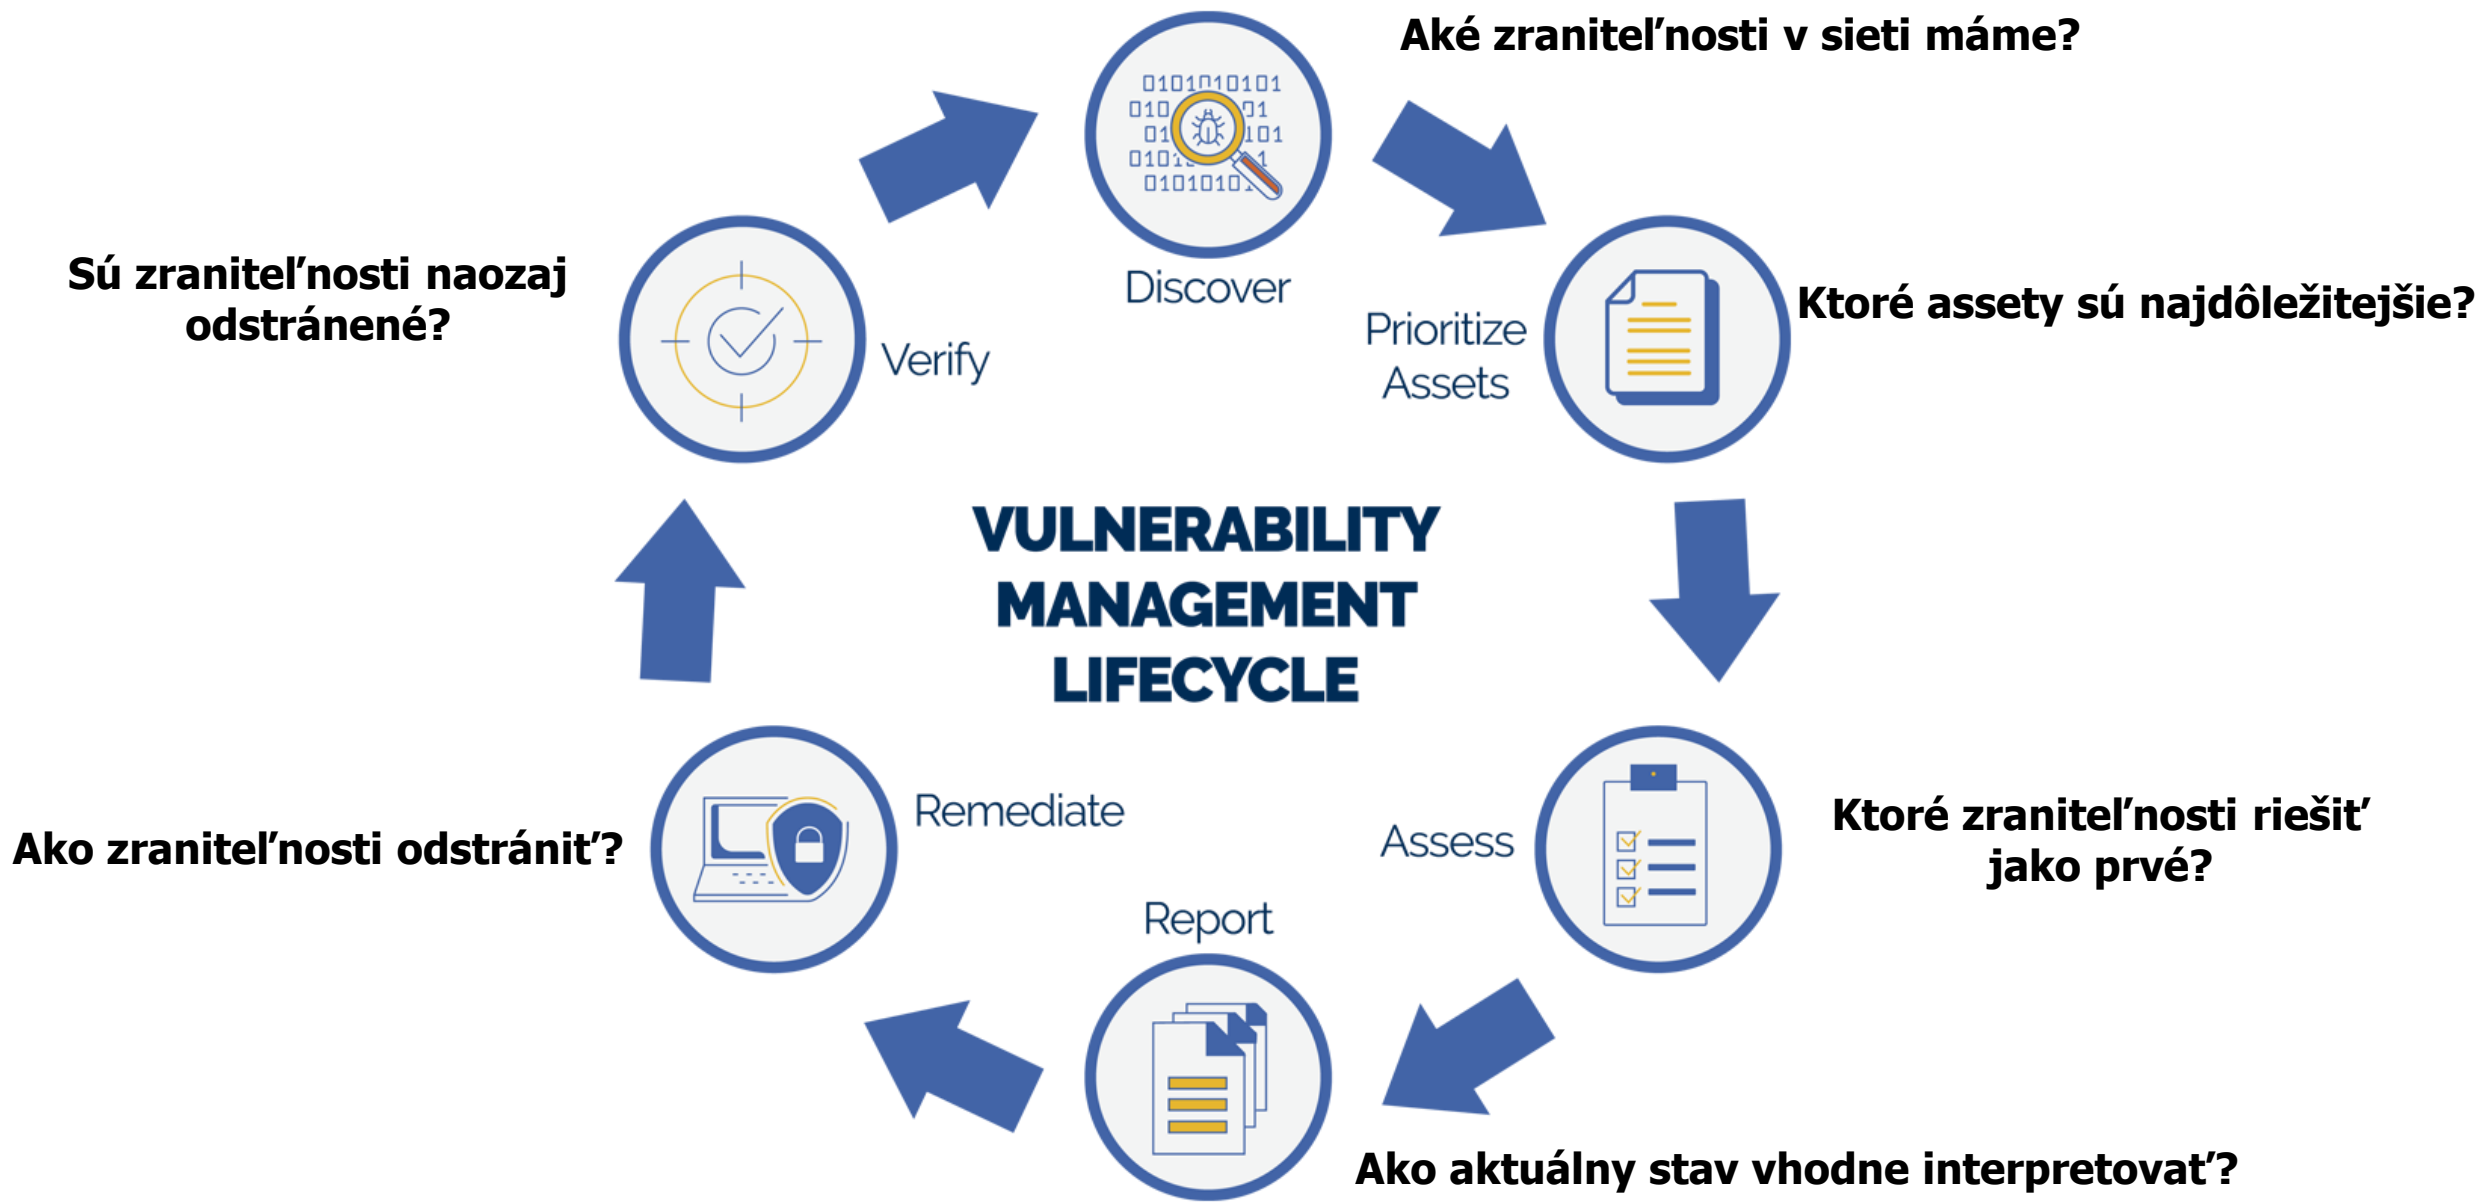 Aké zraniteľnosti v sieti máme?
Discover
Ktoré assety sú najdôležitejšie?
Prioritize
Assets
Sú zraniteľnosti naozaj
odstránené?
Verify
VULNERABILITY
MANAGEMENT
LIFECYCLE
Ktoré zraniteľnosti riešiť
jako prvé?
Assess
Remediate
Ako zraniteľnosti odstrániť?
Report
Ako aktuálny stav vhodne interpretovať?